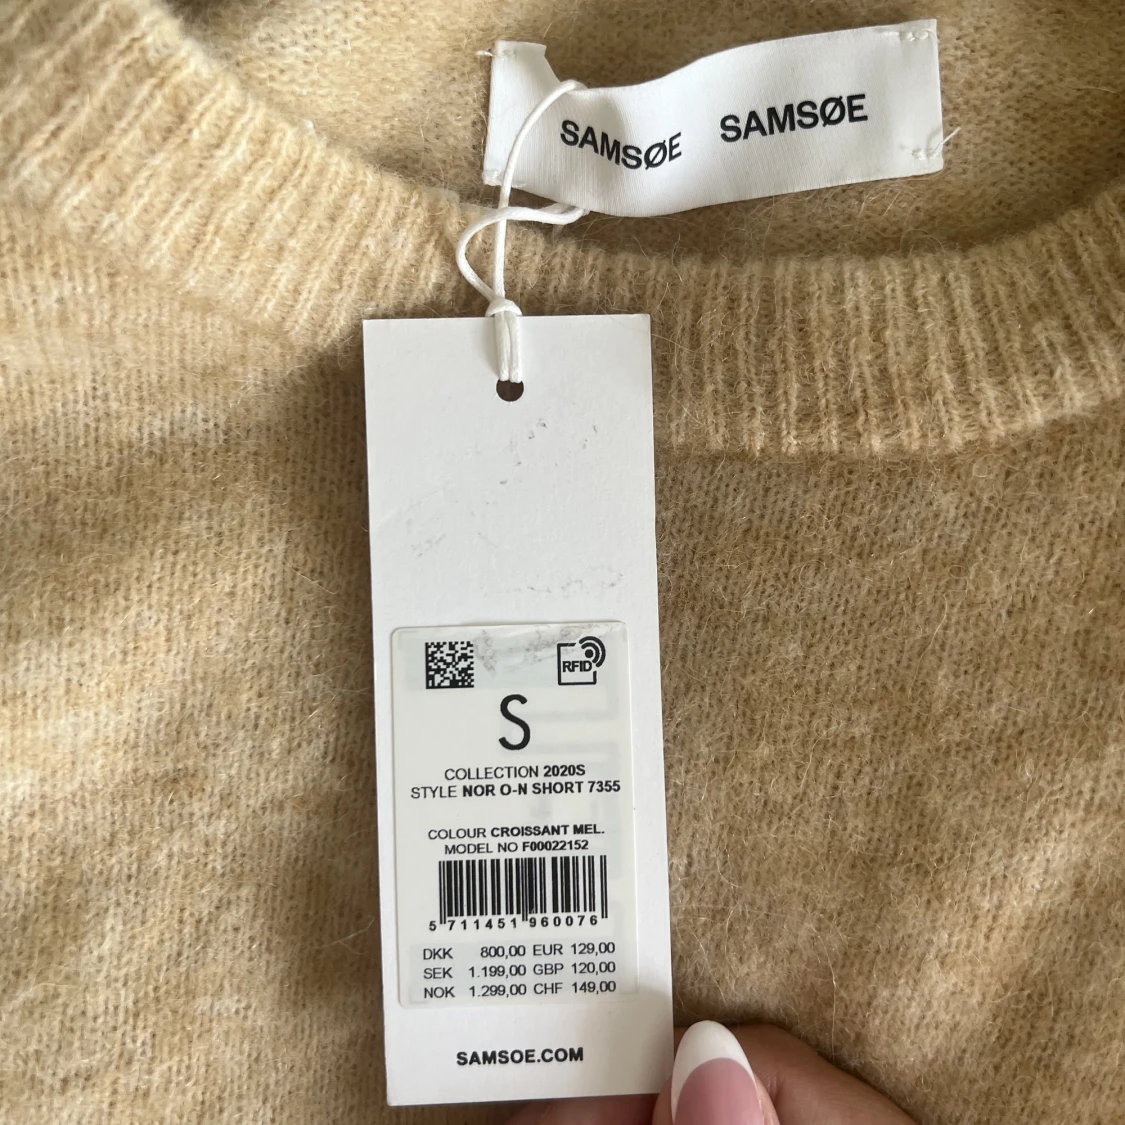 SAMSØE SAMSØE
RFID
S
COLLECTION 2020S
STYLE NOR O-N SHORT 7355
COLOUR CROISSANT MEL.
MODEL NO F00022152
5 711451 960076
DKK 800,00 EUR 129,00
SEK 1.199,00 GBP 120,00
NOK 1.299,00 CHF 149,00
SAMSOE.COM